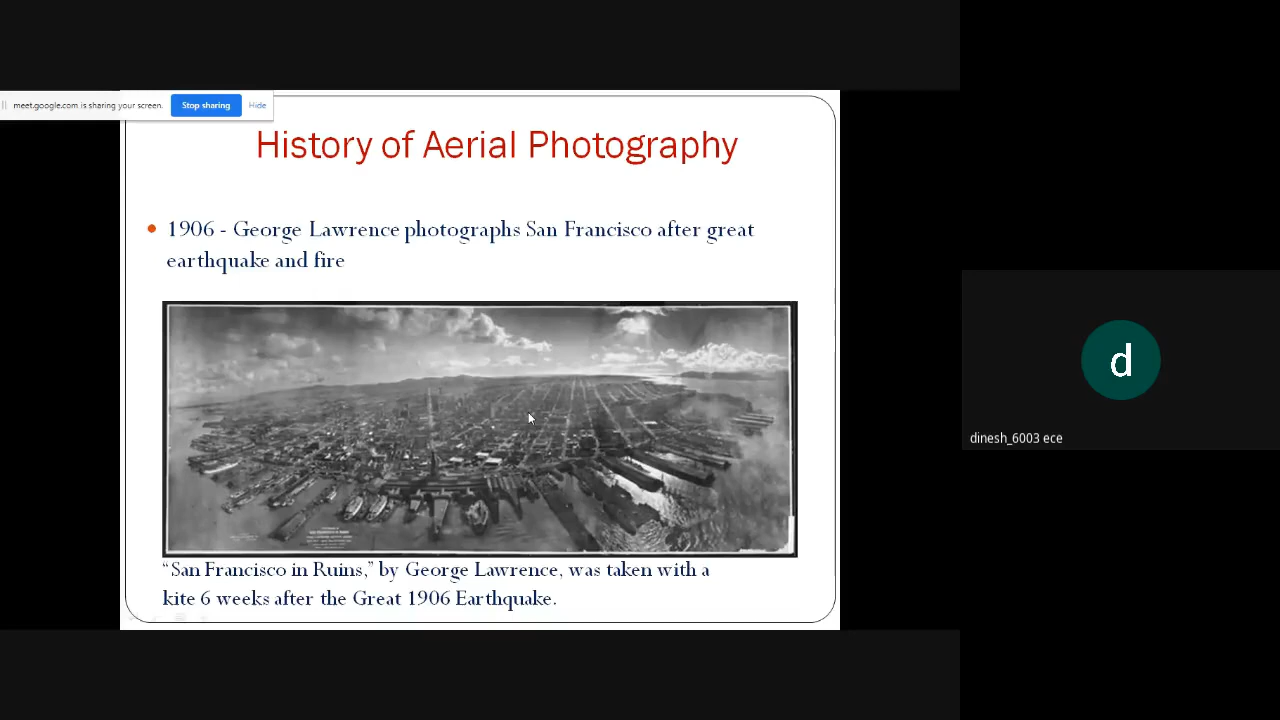 meet.google.com is sharing your screen.
Stop sharing
Hide
History of Aerial Photography
1906 - George Lawrence photographs San Francisco after great
earthquake and fire
“San Francisco in Ruins,” by George Lawrence, was taken with a
kite 6 weeks after the Great 1906 Earthquake.
d
dinesh_6003 ece